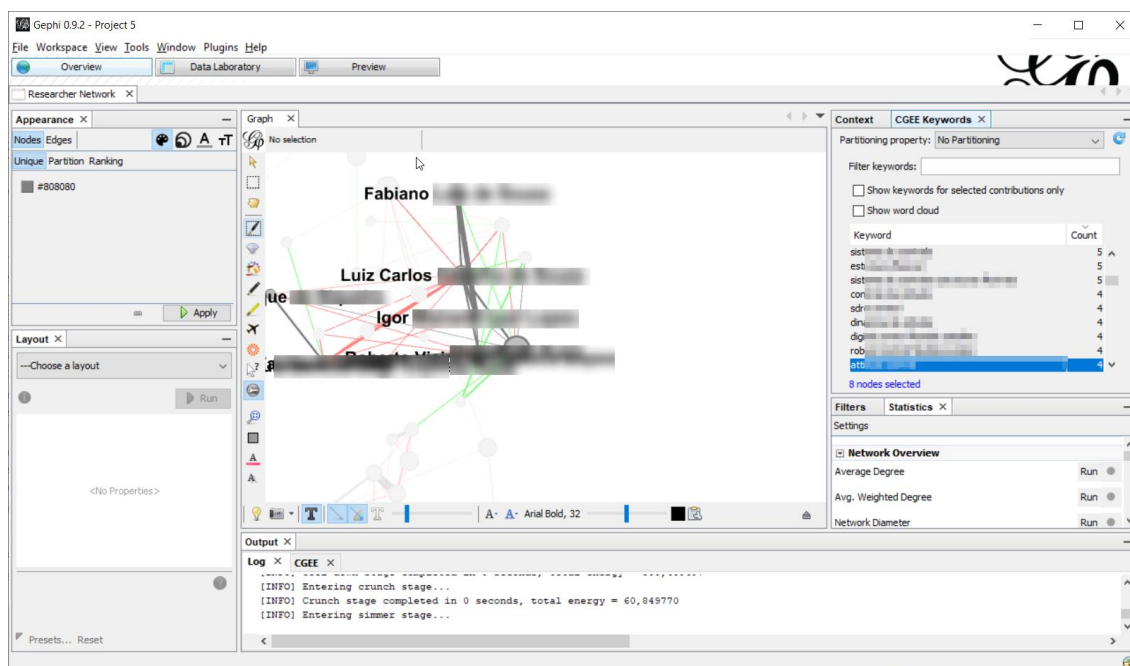 Gephi 0.9.2 - Project 5
File Workspace View Tools Window Plugins Help
Overview Data Laboratory Preview
Researcher Network
Appearance
Nodes Edges
Unique Partition Ranking
#808080
Apply
Layout
---Choose a layout
Run
<No Properties>
Presets... Reset
Graph
No selection
Fabiano
Luiz Carlos
que
Igor
Roberto
Arial Bold, 32
Context CGEE Keywords
Partitioning property: No Partitioning
Filter keywords:
Show keywords for selected contributions only
Show word cloud
Keyword Count
5
5
5
4
4
4
4
4
4
8 nodes selected
Filters Statistics
Settings
Network Overview
Average Degree Run
Avg. Weighted Degree Run
Network Diameter Run
Output
Log CGEE
[INFO] Entering crunch stage...
[INFO] Crunch stage completed in 0 seconds, total energy = 60,849770
[INFO] Entering simmer stage...